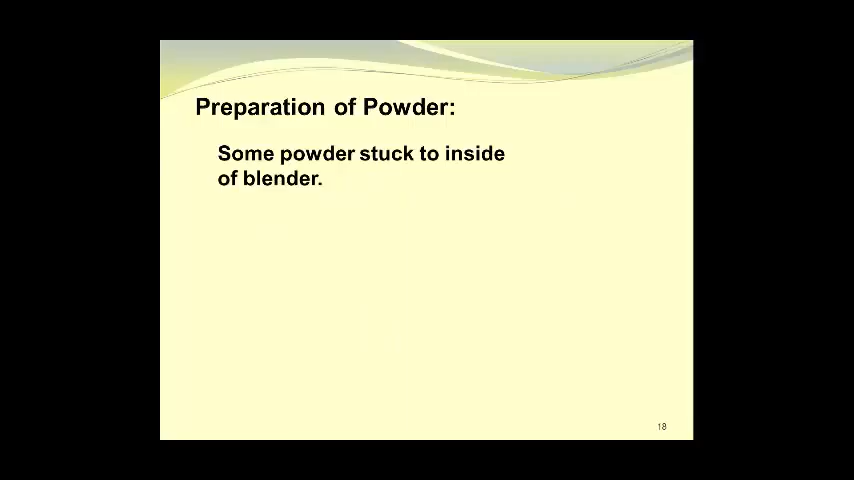 Preparation of Powder:
Some powder stuck to inside
of blender.
18